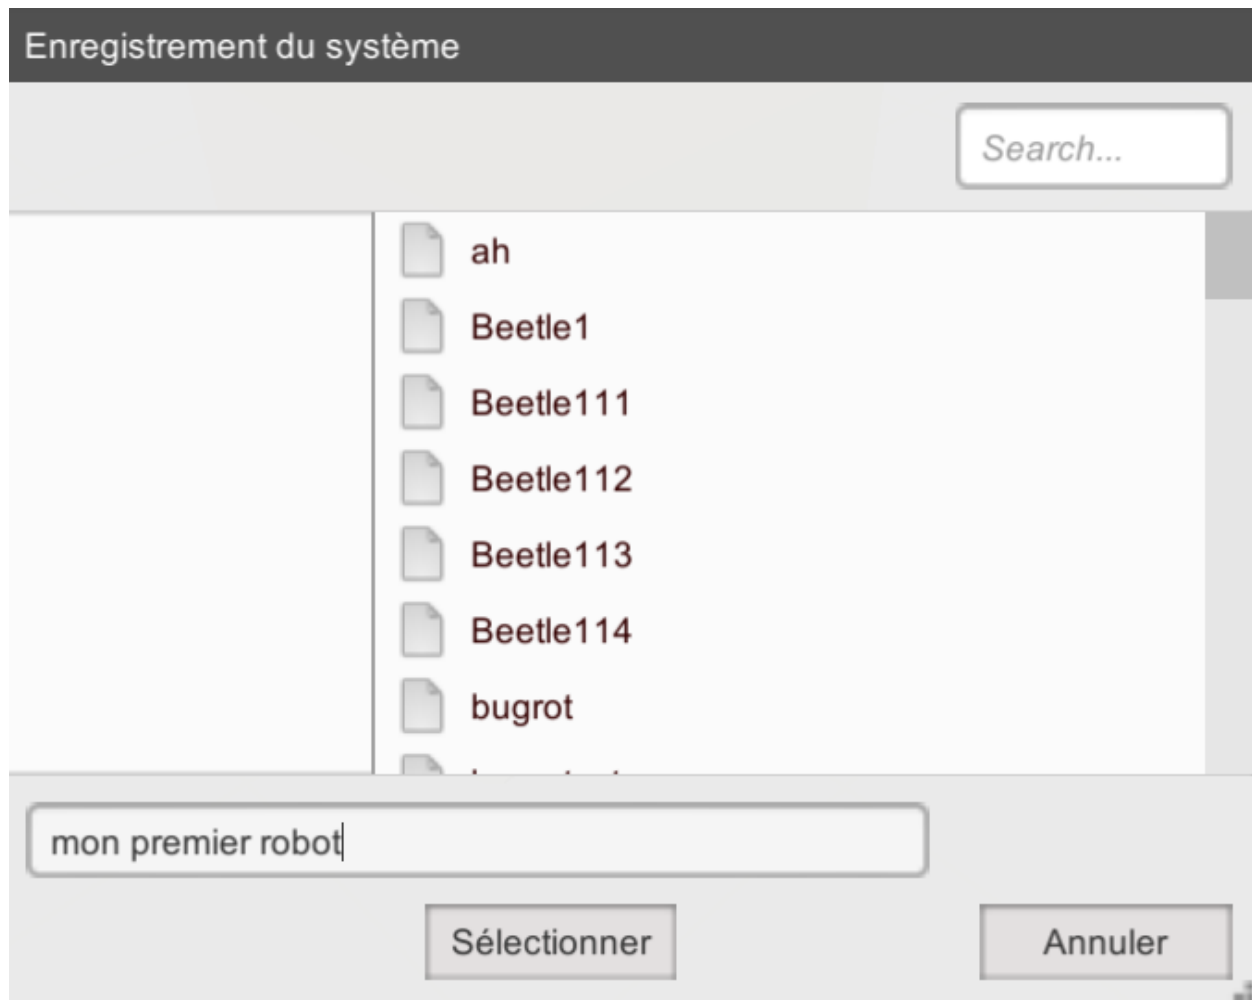 Enregistrement du système
Search...
ah
Beetle1
Beetle111
Beetle112
Beetle113
Beetle114
bugrot
mon premier robot
Sélectionner
Annuler